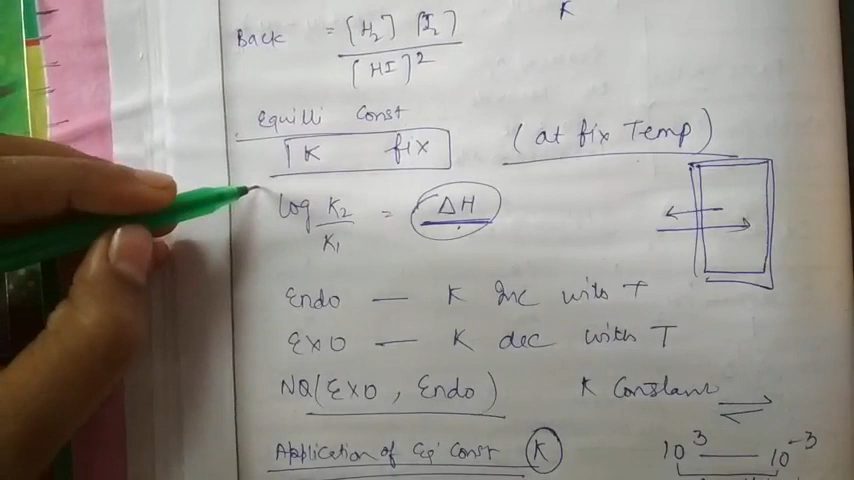 K
Back = [H2] [I2]
[HI]2
Equilli Const
K fix (at fix Temp)
log K2 = ΔH
K1
Endo — K Inc with T
EXO — K dec with T
NQ(EXO, Endo) K Constant ⇌
Application of Eq Const K
10^3 — 10^-3